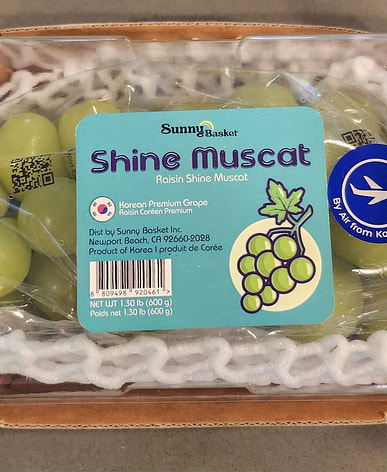 Sunny Basket
Shine Muscat
Raisin Shine Muscat
Korean Premium Grape
Raisin Coréen Premium
Dist by Sunny Basket Inc.
Newport Beach, CA 92660-2028
Product of Korea l produit de Corée
8 809498 920461 >
NET WT 1.30 lb (600 g)
Poids net 1.30 lb (600 g)
By Air from Ko